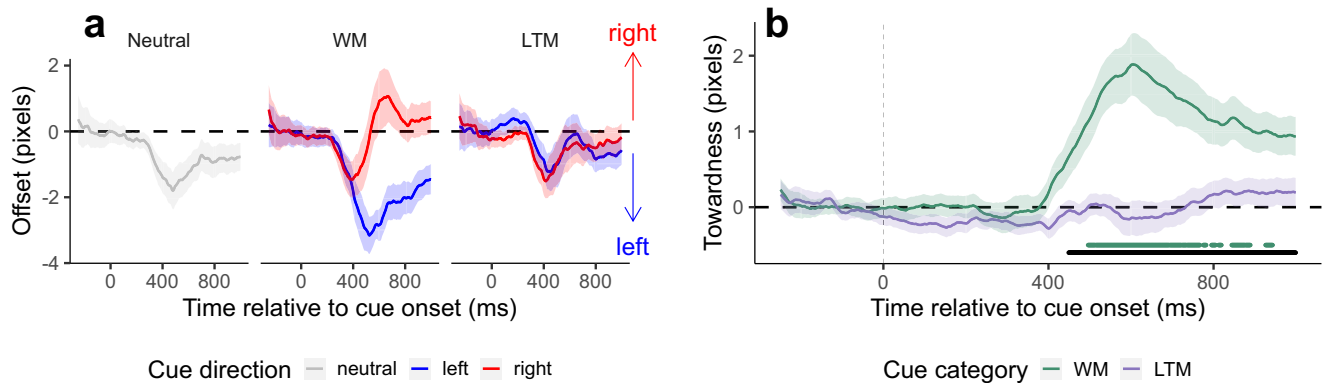 a
Neutral
WM
LTM
right
left
Offset (pixels)
2
0
-2
-4
0 400 800
0 400 800
0 400 800
Time relative to cue onset (ms)
Cue direction neutral left right
b
Towardness (pixels)
2
1
0
0 400 800
Time relative to cue onset (ms)
Cue category WM LTM